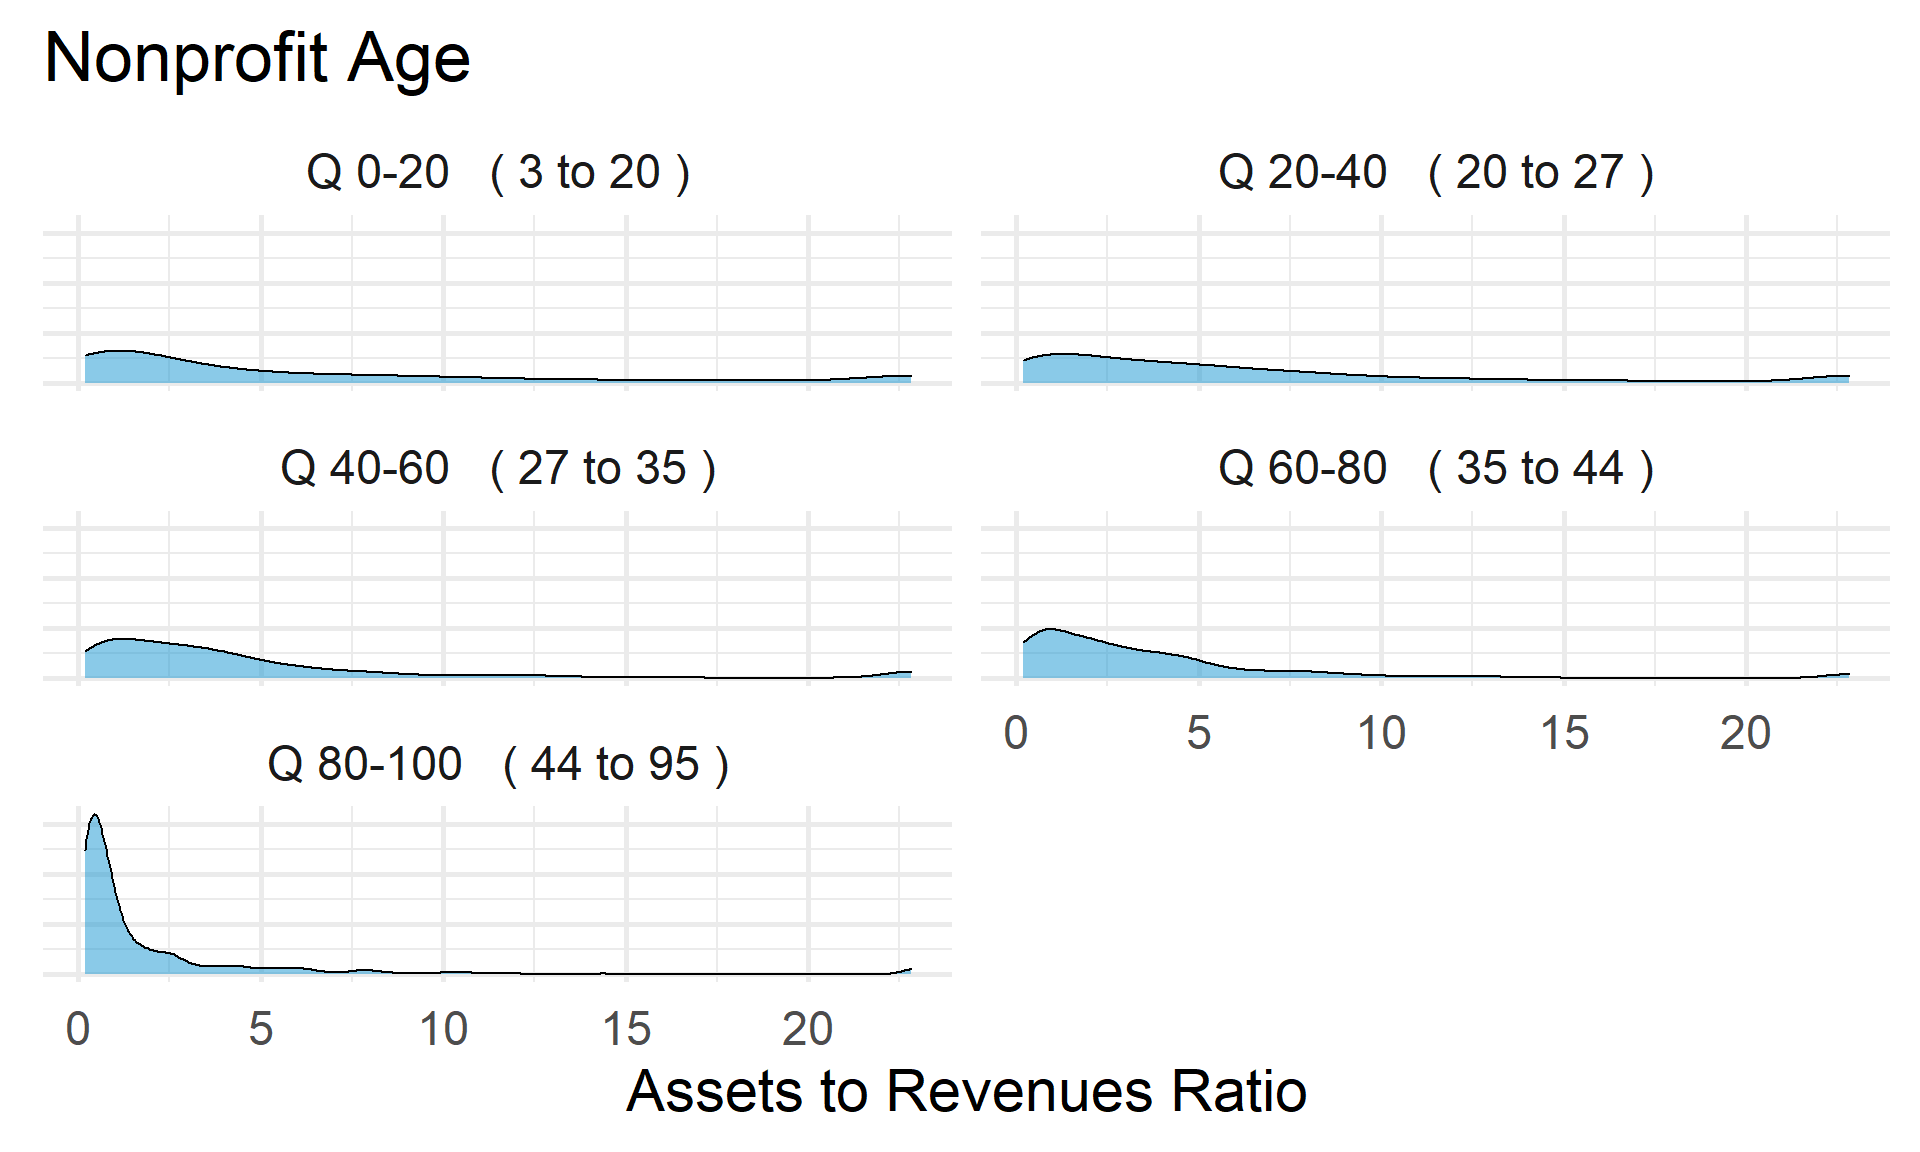 Nonprofit Age
Q 0-20 ( 3 to 20 )
Q 20-40 ( 20 to 27 )
Q 40-60 ( 27 to 35 )
Q 60-80 ( 35 to 44 )
0 5 10 15 20
Q 80-100 ( 44 to 95 )
0 5 10 15 20
Assets to Revenues Ratio